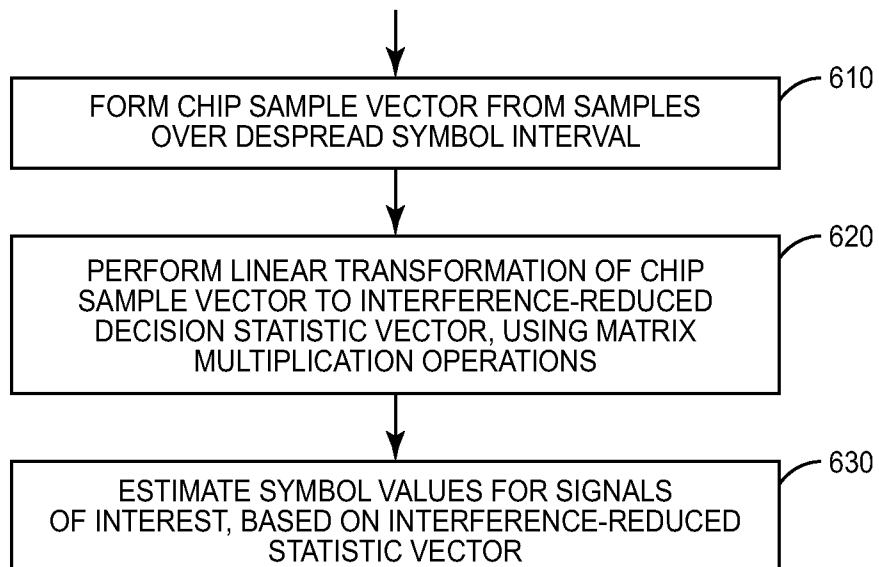 610
FORM CHIP SAMPLE VECTOR FROM SAMPLES
OVER DESPREAD SYMBOL INTERVAL
620
PERFORM LINEAR TRANSFORMATION OF CHIP
SAMPLE VECTOR TO INTERFERENCE-REDUCED
DECISION STATISTIC VECTOR, USING MATRIX
MULTIPLICATION OPERATIONS
630
ESTIMATE SYMBOL VALUES FOR SIGNALS
OF INTEREST, BASED ON INTERFERENCE-REDUCED
STATISTIC VECTOR